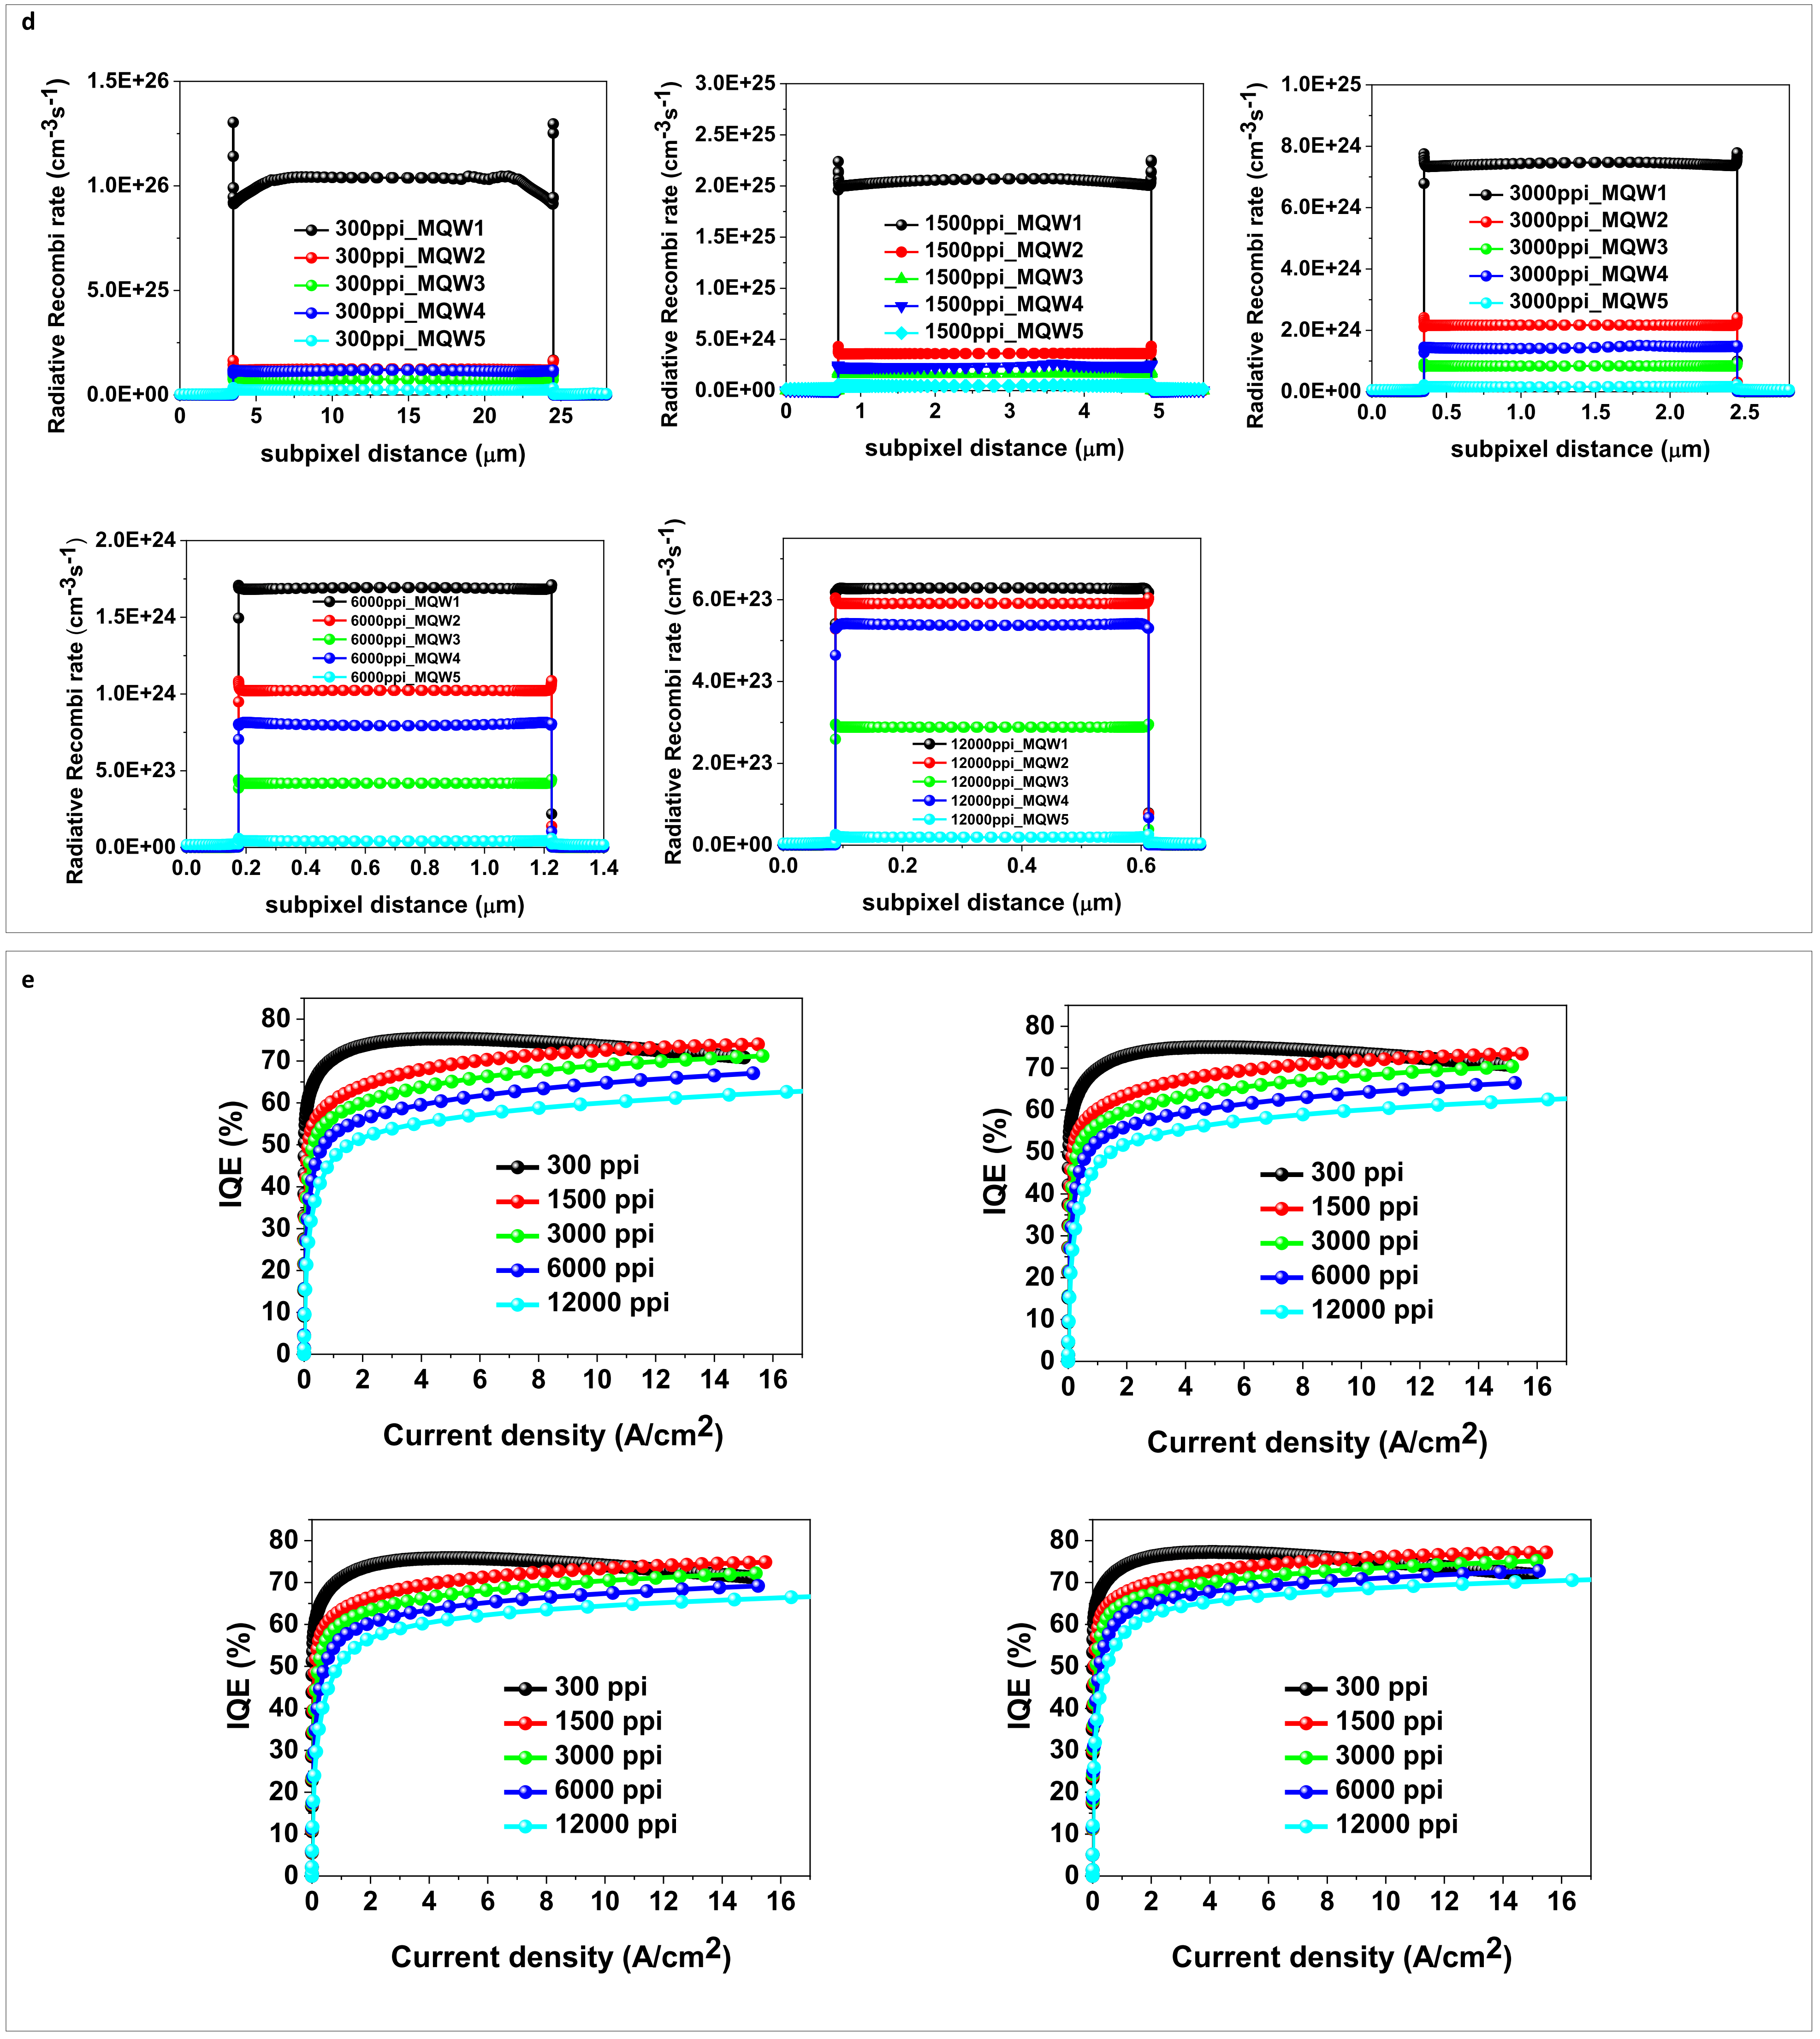 d
Radiative Recombi rate (cm-3s-1)
1.5E+26
1.0E+26
5.0E+25
0.0E+00
300ppi_MQW1
300ppi_MQW2
300ppi_MQW3
300ppi_MQW4
300ppi_MQW5
0 5 10 15 20 25
subpixel distance (μm)
Radiative Recombi rate (cm-3s-1)
3.0E+25
2.5E+25
2.0E+25
1.5E+25
1.0E+25
5.0E+24
0.0E+00
1500ppi_MQW1
1500ppi_MQW2
1500ppi_MQW3
1500ppi_MQW4
1500ppi_MQW5
0 1 2 3 4 5
subpixel distance (μm)
Radiative Recombi rate (cm-3s-1)
1.0E+25
8.0E+24
6.0E+24
4.0E+24
2.0E+24
0.0E+00
3000ppi_MQW1
3000ppi_MQW2
3000ppi_MQW3
3000ppi_MQW4
3000ppi_MQW5
0.0 0.5 1.0 1.5 2.0 2.5
subpixel distance (μm)
Radiative Recombi rate (cm-3s-1)
2.0E+24
1.5E+24
1.0E+24
5.0E+23
0.0E+00
6000ppi_MQW1
6000ppi_MQW2
6000ppi_MQW3
6000ppi_MQW4
6000ppi_MQW5
0.0 0.2 0.4 0.6 0.8 1.0 1.2 1.4
subpixel distance (μm)
Radiative Recombi rate (cm-3s-1)
6.0E+23
4.0E+23
2.0E+23
0.0E+00
12000ppi_MQW1
12000ppi_MQW2
12000ppi_MQW3
12000ppi_MQW4
12000ppi_MQW5
0.0 0.2 0.4 0.6
subpixel distance (μm)
e
IQE (%)
80
70
60
50
40
30
20
10
0
300 ppi
1500 ppi
3000 ppi
6000 ppi
12000 ppi
0 2 4 6 8 10 12 14 16
Current density (A/cm2)
IQE (%)
80
70
60
50
40
30
20
10
0
300 ppi
1500 ppi
3000 ppi
6000 ppi
12000 ppi
0 2 4 6 8 10 12 14 16
Current density (A/cm2)
IQE (%)
80
70
60
50
40
30
20
10
0
300 ppi
1500 ppi
3000 ppi
6000 ppi
12000 ppi
0 2 4 6 8 10 12 14 16
Current density (A/cm2)
IQE (%)
80
70
60
50
40
30
20
10
0
300 ppi
1500 ppi
3000 ppi
6000 ppi
12000 ppi
0 2 4 6 8 10 12 14 16
Current density (A/cm2)